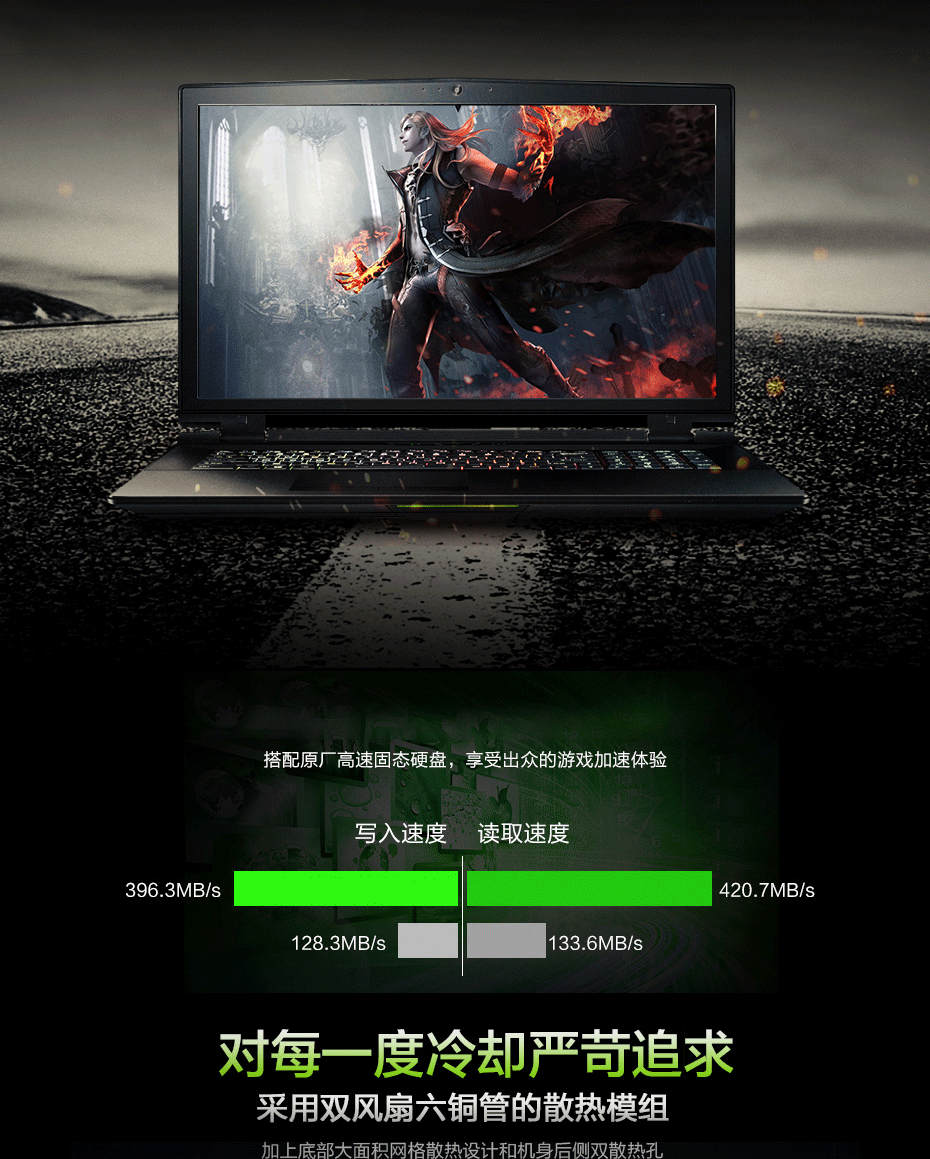 搭配原厂高速固态硬盘，享受出众的游戏加速体验
写入速度 读取速度
396.3MB/s 420.7MB/s
128.3MB/s 133.6MB/s
对每一度冷却严苛追求
采用双风扇六铜管的散热模组
加上底部大面积网格散热设计和机身后侧双散热孔